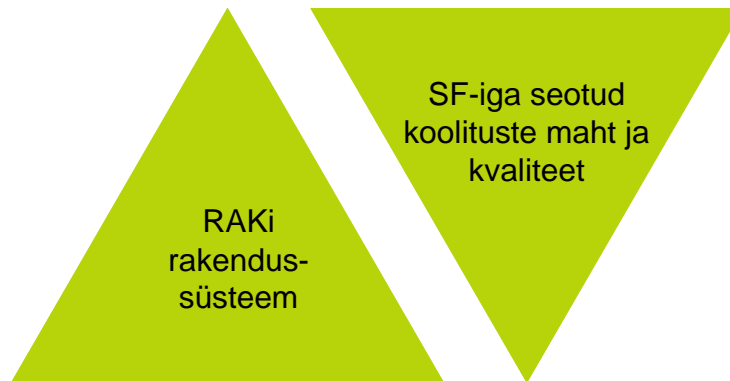 RAKi
rakendus-
süsteem
SF-iga seotud
koolituste maht ja
kvaliteet